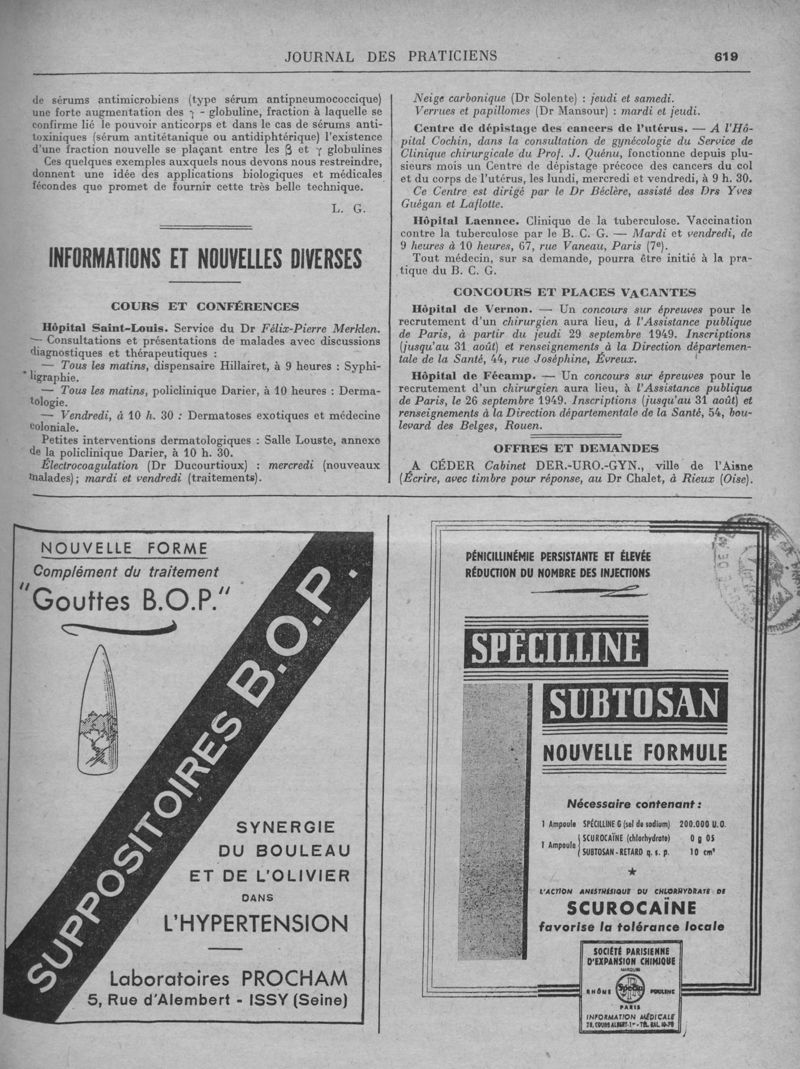 JOURNAL DES PRATICIENS 619
de sérums antimicrobiens (type sérum antipneumococcique)
une forte augmentation des γ - globuline, fraction à laquelle se
confirme lié le pouvoir anticorps et dans le cas de sérums anti-
toxiniques (sérum antitétanique ou antidiphtérique) l'existence
d'une fraction nouvelle se plaçant entre les β et γ globulines
Ces quelques exemples auxquels nous devons nous restreindre,
donnent une idée des applications biologiques et médicales
fécondes que promet de fournir cette très belle technique.
L. G.
INFORMATIONS ET NOUVELLES DIVERSES
COURS ET CONFÉRENCES
Hôpital Saint-Louis. Service du Dr Félix-Pierre Merklen.
— Consultations et présentations de malades avec discussions
diagnostiques et thérapeutiques :
— Tous les matins, dispensaire Hillairet, à 9 heures : Syphi-
ligraphie.
— Tous les matins, policlinique Darier, à 10 heures : Derma-
tologie.
— Vendredi, à 10 h. 30 : Dermatoses exotiques et médecine
coloniale.
Petites interventions dermatologiques : Salle Louste, annexe
de la policlinique Darier, à 10 h. 30.
Électrocoagulation (Dr Ducourtioux) : mercredi (nouveaux
malades) ; mardi et vendredi (traitements).
Neige carbonique (Dr Solente) : jeudi et samedi.
Verrues et papillomes (Dr Mansour) : mardi et jeudi.
Centre de dépistage des cancers de l'utérus. — A l'Hô-
pital Cochin, dans la consultation de gynécologie du Service de
Clinique chirurgicale du Prof. J. Quénu, fonctionne depuis plu-
sieurs mois un Centre de dépistage précoce des cancers du col
et du corps de l'utérus, les lundi, mercredi et vendredi, à 9 h. 30.
Ce Centre est dirigé par le Dr Béclère, assisté des Drs Yves
Guégan et Laflotte.
Hôpital Laennec. Clinique de la tuberculose. Vaccination
contre la tuberculose par le B. C. G. — Mardi et vendredi, de
9 heures à 10 heures, 67, rue Vaneau, Paris (7e).
Tout médecin, sur sa demande, pourra être initié à la pra-
tique du B. C. G.
CONCOURS ET PLACES VACANTES
Hôpital de Vernon. — Un concours sur épreuves pour le
recrutement d'un chirurgien aura lieu, à l'Assistance publique
de Paris, à partir du jeudi 29 septembre 1949. Inscriptions
(jusqu'au 31 août) et renseignements à la Direction départemen-
tale de la Santé, 44, rue Joséphine, Évreux.
Hôpital de Fécamp. — Un concours sur épreuves pour le
recrutement d'un chirurgien aura lieu, à l'Assistance publique
de Paris, le 26 septembre 1949. Inscriptions (jusqu'au 31 août) et
renseignements à la Direction départementale de la Santé, 54, bou-
levard des Belges, Rouen.
OFFRES ET DEMANDES
A CÉDER Cabinet DER.-URO.-GYN., ville de l'Aisne
(Écrire, avec timbre pour réponse, au Dr Chalet, à Rieux (Oise).
NOUVELLE FORME
Complément du traitement
"Gouttes B.O.P."
SUPPOSITOIRES B.O.P.
SYNERGIE
DU BOULEAU
ET DE L'OLIVIER
DANS
L'HYPERTENSION
Laboratoires PROCHAM
5, Rue d'Alembert - ISSY (Seine)
PÉNICILLINÉMIE PERSISTANTE ET ÉLEVÉE
RÉDUCTION DU NOMBRE DES INJECTIONS
SPÉCILLINE
SUBTOSAN
NOUVELLE FORMULE
Nécessaire contenant :
1 Ampoule SPÉCILLINE G (sel de sodium) 200.000 U.O.
1 Ampoule { SCUROCAÏNE (chlorhydrate) 0 g 05
SUBTOSAN-RETARD q. s. p. 10 cm³
L'ACTION ANESTHÉSIQUE DU CHLORHYDRATE DE
SCUROCAÏNE
favorise la tolérance locale
SOCIÉTÉ PARISIENNE
D'EXPANSION CHIMIQUE
MARQUES
RHÔNE Specia POULENC
PARIS
INFORMATION MÉDICALE
28, COURS ALBERT-1er - TÉL. BAL. 10-70